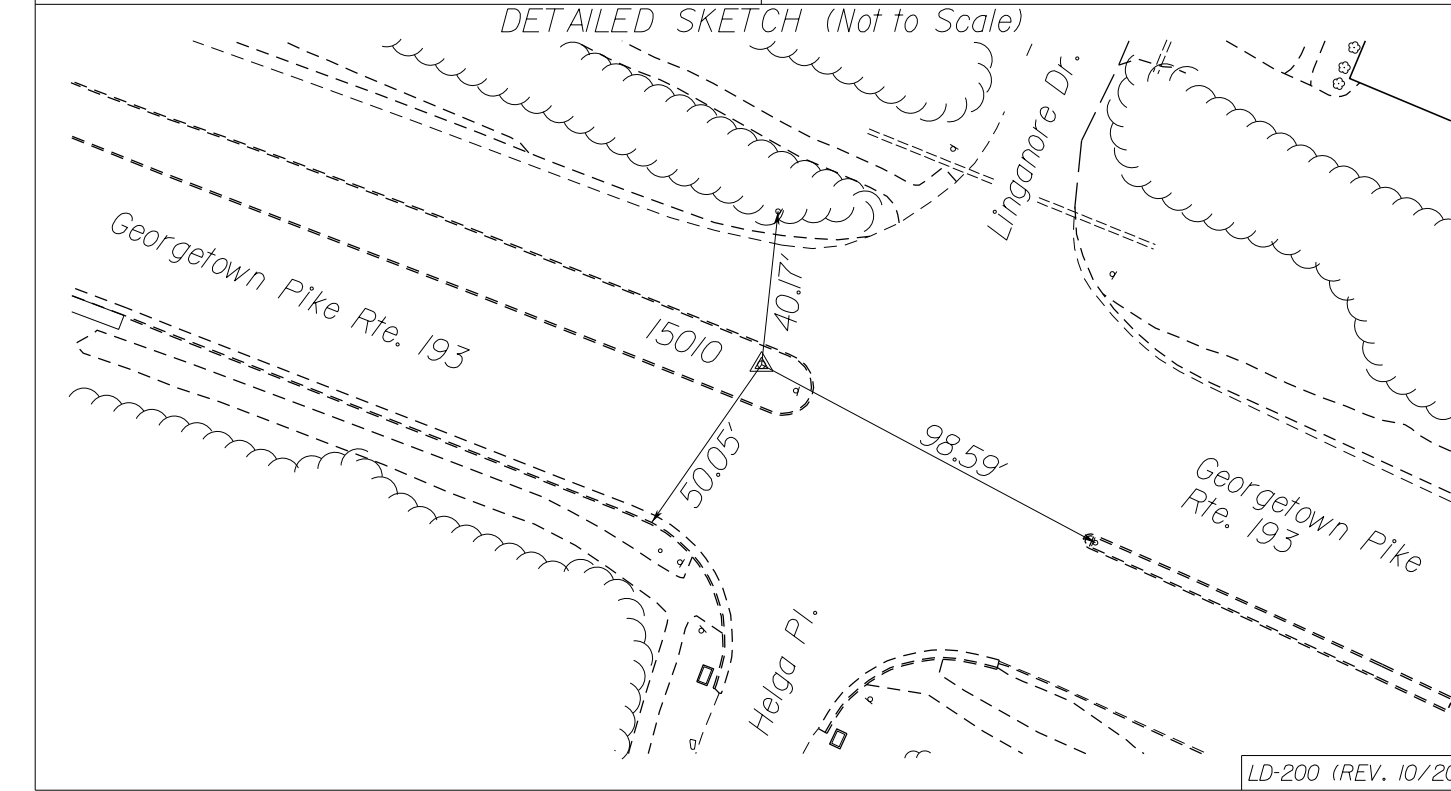 DETAILED SKETCH (Not to Scale)
Linganore Dr.
Georgetown Pike Rte. 193
40.17'
15010
50.05'
98.59'
Georgetown Pike
Rte. 193
Helga Pl.
LD-200 (REV. 10/20